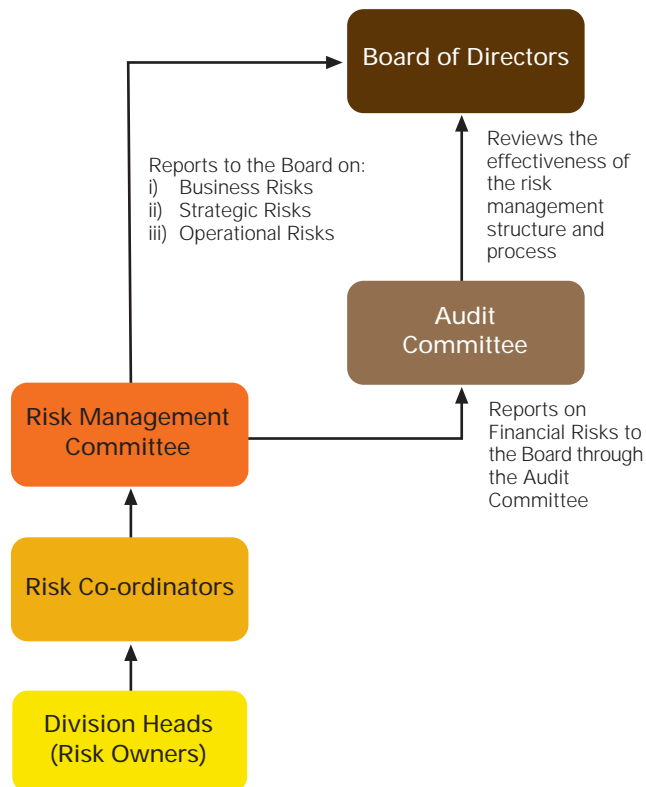 Board of Directors
Reports to the Board on:
i) Business Risks
ii) Strategic Risks
iii) Operational Risks
Reviews the
effectiveness of
the risk
management
structure and
process
Audit
Committee
Risk Management
Committee
Reports on
Financial Risks to
the Board through
the Audit
Committee
Risk Co-ordinators
Division Heads
(Risk Owners)